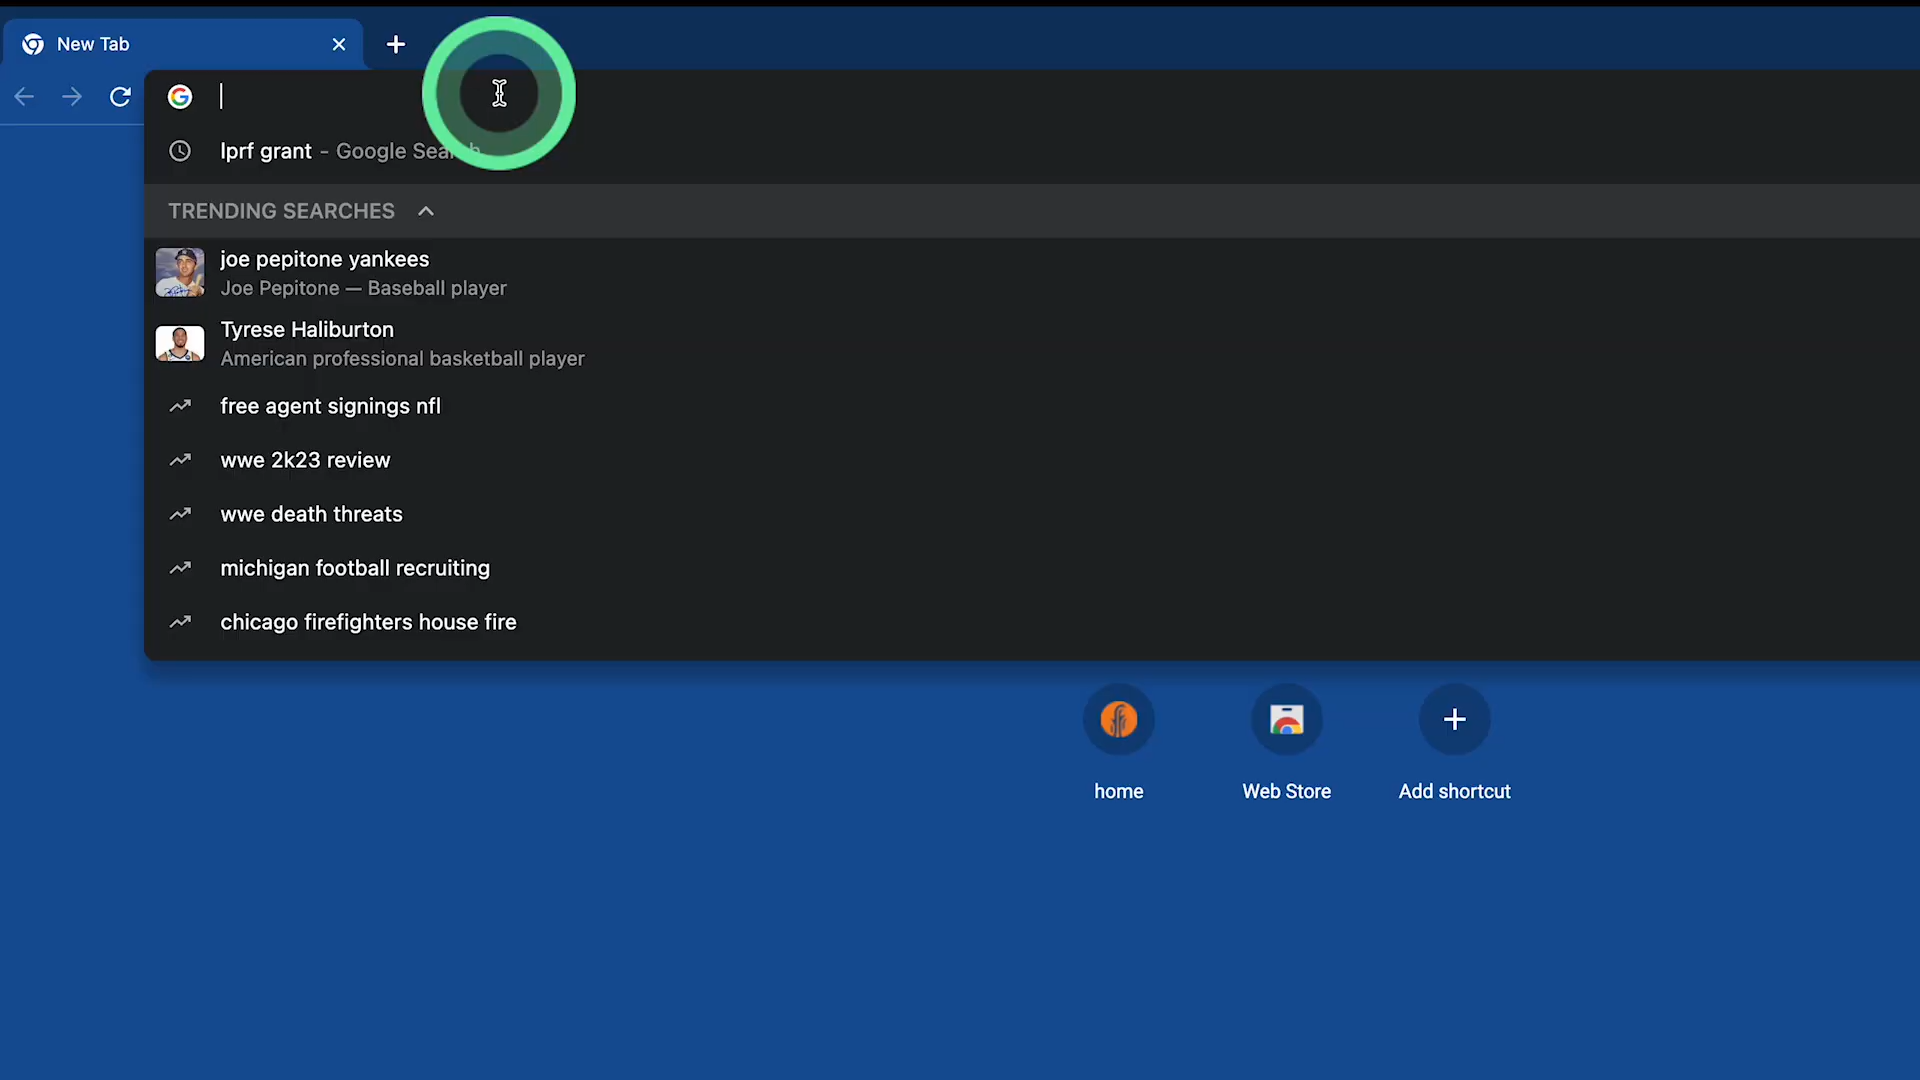 New Tab
lprf grant - Google Search
TRENDING SEARCHES
joe pepitone yankees
Joe Pepitone — Baseball player
Tyrese Haliburton
American professional basketball player
free agent signings nfl
wwe 2k23 review
wwe death threats
michigan football recruiting
chicago firefighters house fire
home
Web Store
Add shortcut